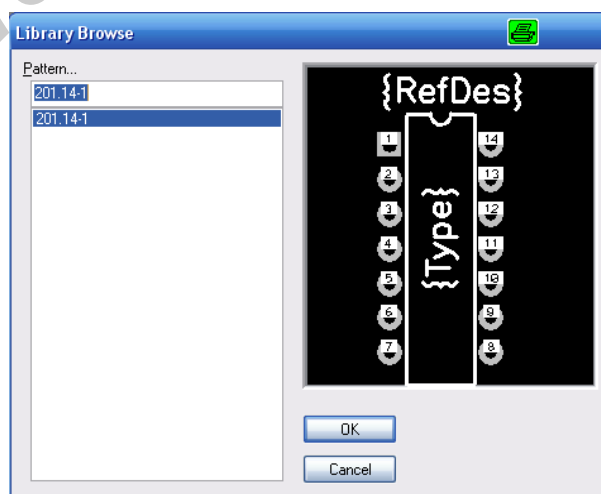 Library Browse
Pattern...
201.14-1
201.14-1
{RefDes}
{Type}
1 14
2 13
3 12
4 11
5 10
6 9
7 8
OK
Cancel